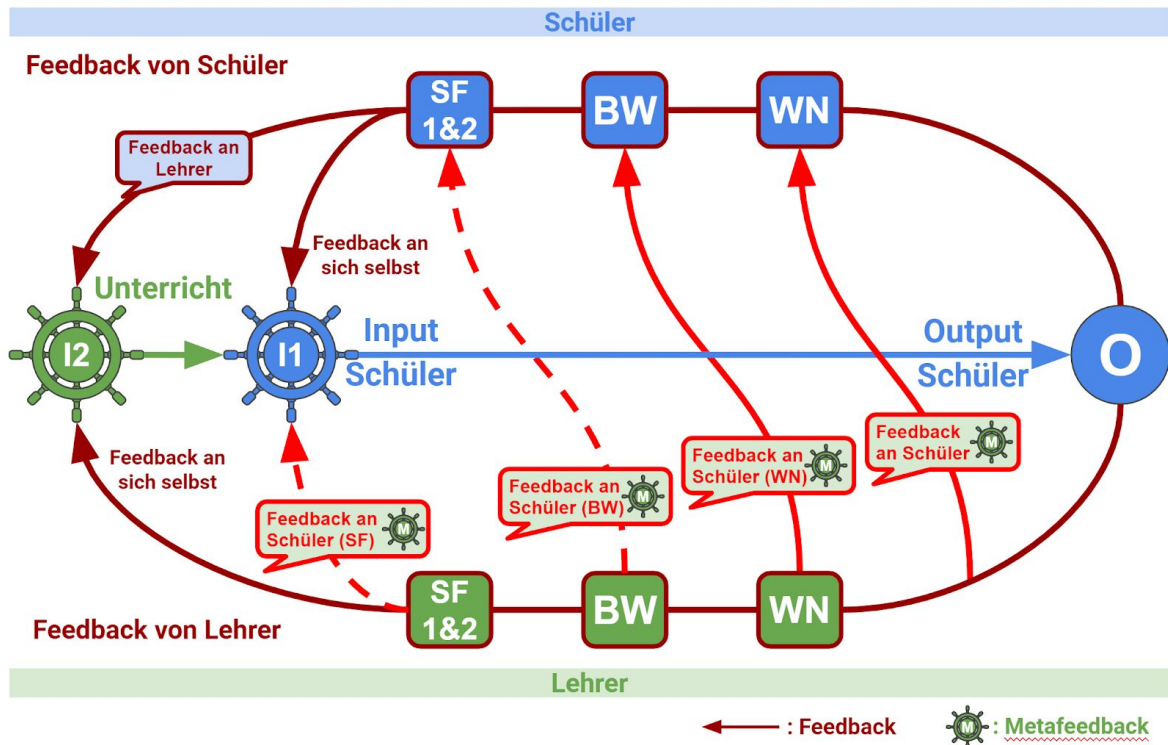 Schüler
Feedback von Schüler
SF
1&2
BW
WN
Feedback an
Lehrer
Feedback an
sich selbst
Unterricht
I2
I1
Input
Schüler
Output
Schüler
O
Feedback an
sich selbst
Feedback an
Schüler (SF)
M
Feedback an
Schüler (BW)
M
Feedback an
Schüler (WN)
M
Feedback
an Schüler
M
SF
1&2
BW
WN
Feedback von Lehrer
Lehrer
: Feedback
M
: Metafeedback